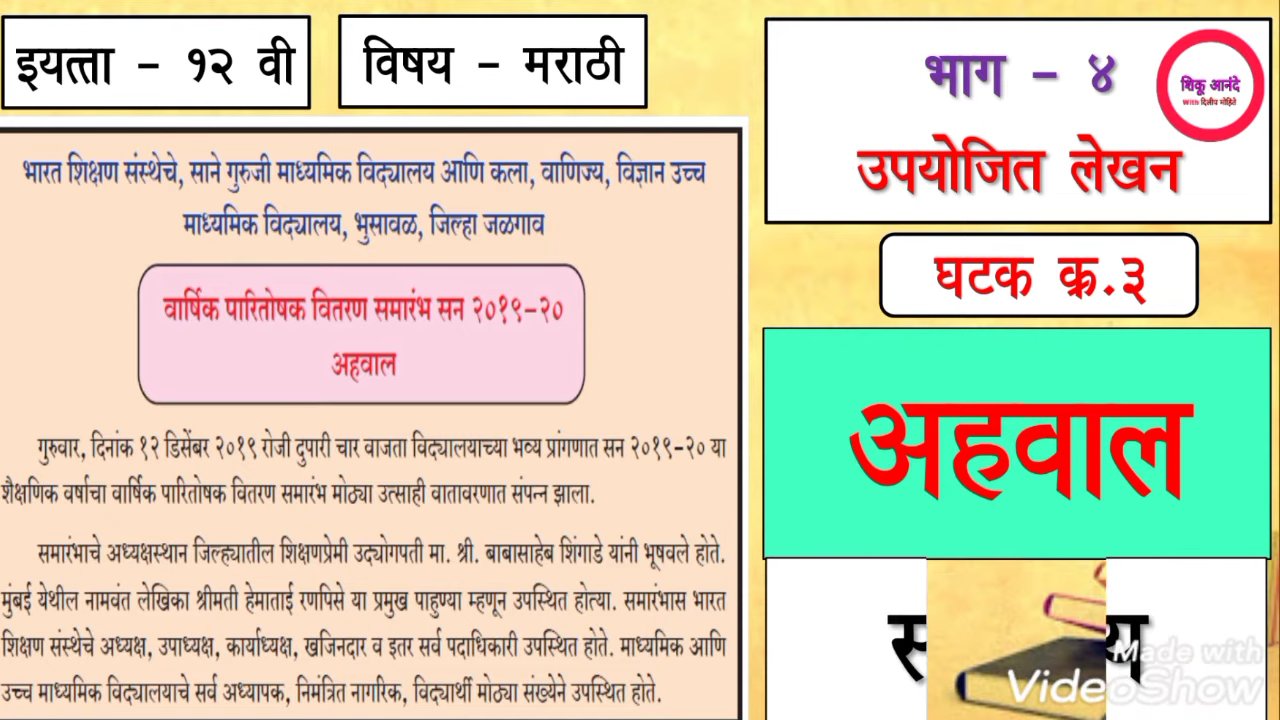 इयत्ता - १२ वी
विषय - मराठी
भारत शिक्षण संस्थेचे, साने गुरुजी माध्यमिक विद्यालय आणि कला, वाणिज्य, विज्ञान उच्च
माध्यमिक विद्यालय, भुसावळ, जिल्हा जळगाव
वार्षिक पारितोषक वितरण समारंभ सन २०१९-२०
अहवाल
गुरुवार, दिनांक १२ डिसेंबर २०१९ रोजी दुपारी चार वाजता विद्यालयाच्या भव्य प्रांगणात सन २०१९-२० या
शैक्षणिक वर्षाचा वार्षिक पारितोषक वितरण समारंभ मोठ्या उत्साही वातावरणात संपन्न झाला.
समारंभाचे अध्यक्षस्थान जिल्ह्यातील शिक्षणप्रेमी उद्योगपती मा. श्री. बाबासाहेब शिंगाडे यांनी भूषवले होते.
मुंबई येथील नामवंत लेखिका श्रीमती हेमाताई रणपिसे या प्रमुख पाहुण्या म्हणून उपस्थित होत्या. समारंभास भारत
शिक्षण संस्थेचे अध्यक्ष, उपाध्यक्ष, कार्याध्यक्ष, खजिनदार व इतर सर्व पदाधिकारी उपस्थित होते. माध्यमिक आणि
उच्च माध्यमिक विद्यालयाचे सर्व अध्यापक, निमंत्रित नागरिक, विद्यार्थी मोठ्या संख्येने उपस्थित होते.
भाग - ४
शिकू आनंदे
With दिलीप मोहिते
उपयोजित लेखन
घटक क्र.३
अहवाल
Made with
VideoShow